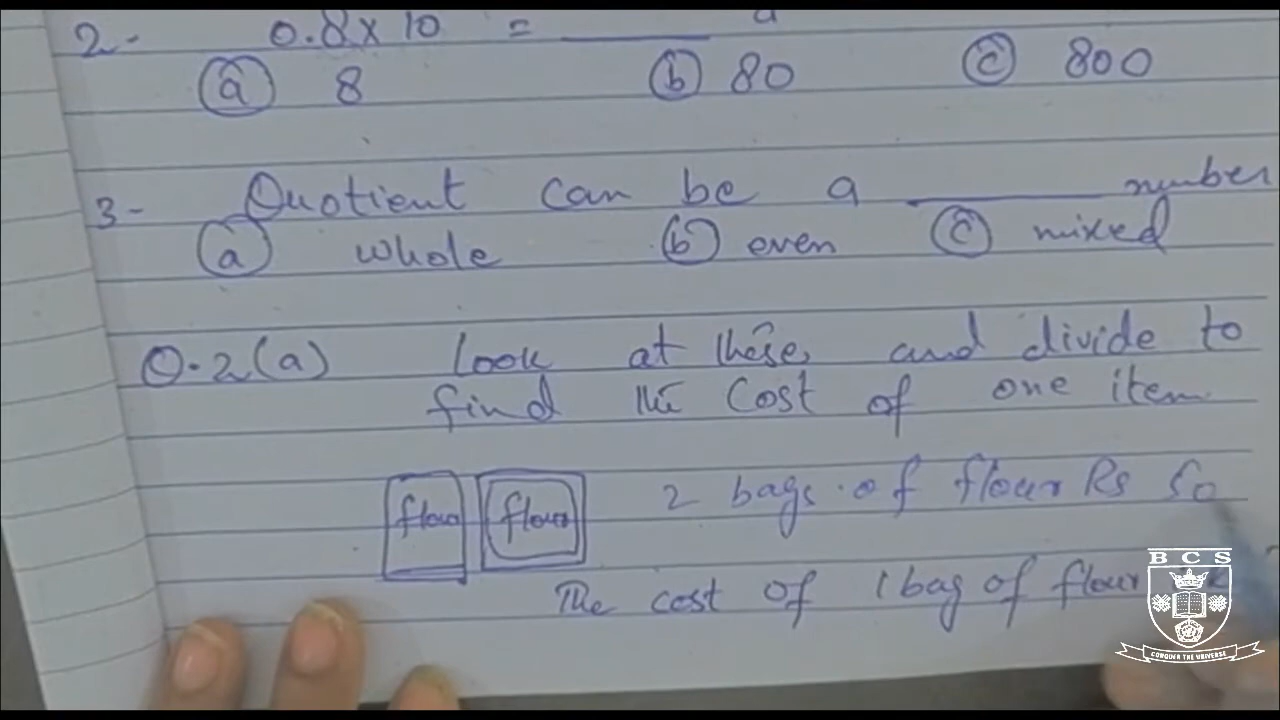 2- 0.8 x 10 = ______
(a) 8 (b) 80 (c) 800
3- Quotient can be a ______ number
(a) whole (b) even (c) mixed
Q.2(a) Look at these, and divide to
find the cost of one item
flour flour 2 bags of flour Rs 50
The cost of 1 bag of flour
BCS
CONQUER THE UNIVERSE